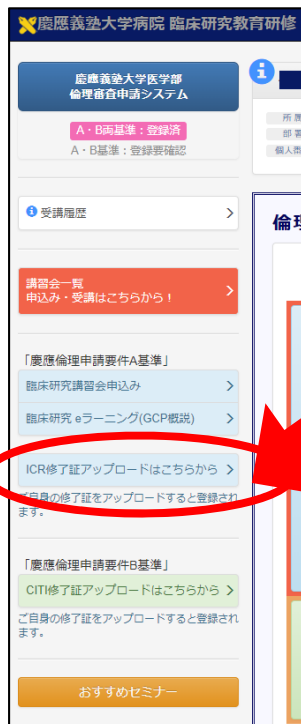 慶應義塾大学病院 臨床研究教育研修
慶應義塾大学医学部
倫理審査申請システム
A・B両基準：登録済
A・B基準：登録要確認
受講履歴
講習会一覧
申込み・受講はこちらから！
「慶應倫理申請要件A基準」
臨床研究講習会申込み
臨床研究 eラーニング(GCP概説)
ICR修了証アップロードはこちらから
ご自身の修了証をアップロードすると登録され
ます。
「慶應倫理申請要件B基準」
CITI修了証アップロードはこちらから
ご自身の修了証をアップロードすると登録され
ます。
おすすめセミナー
所属
部署
個人番
倫理